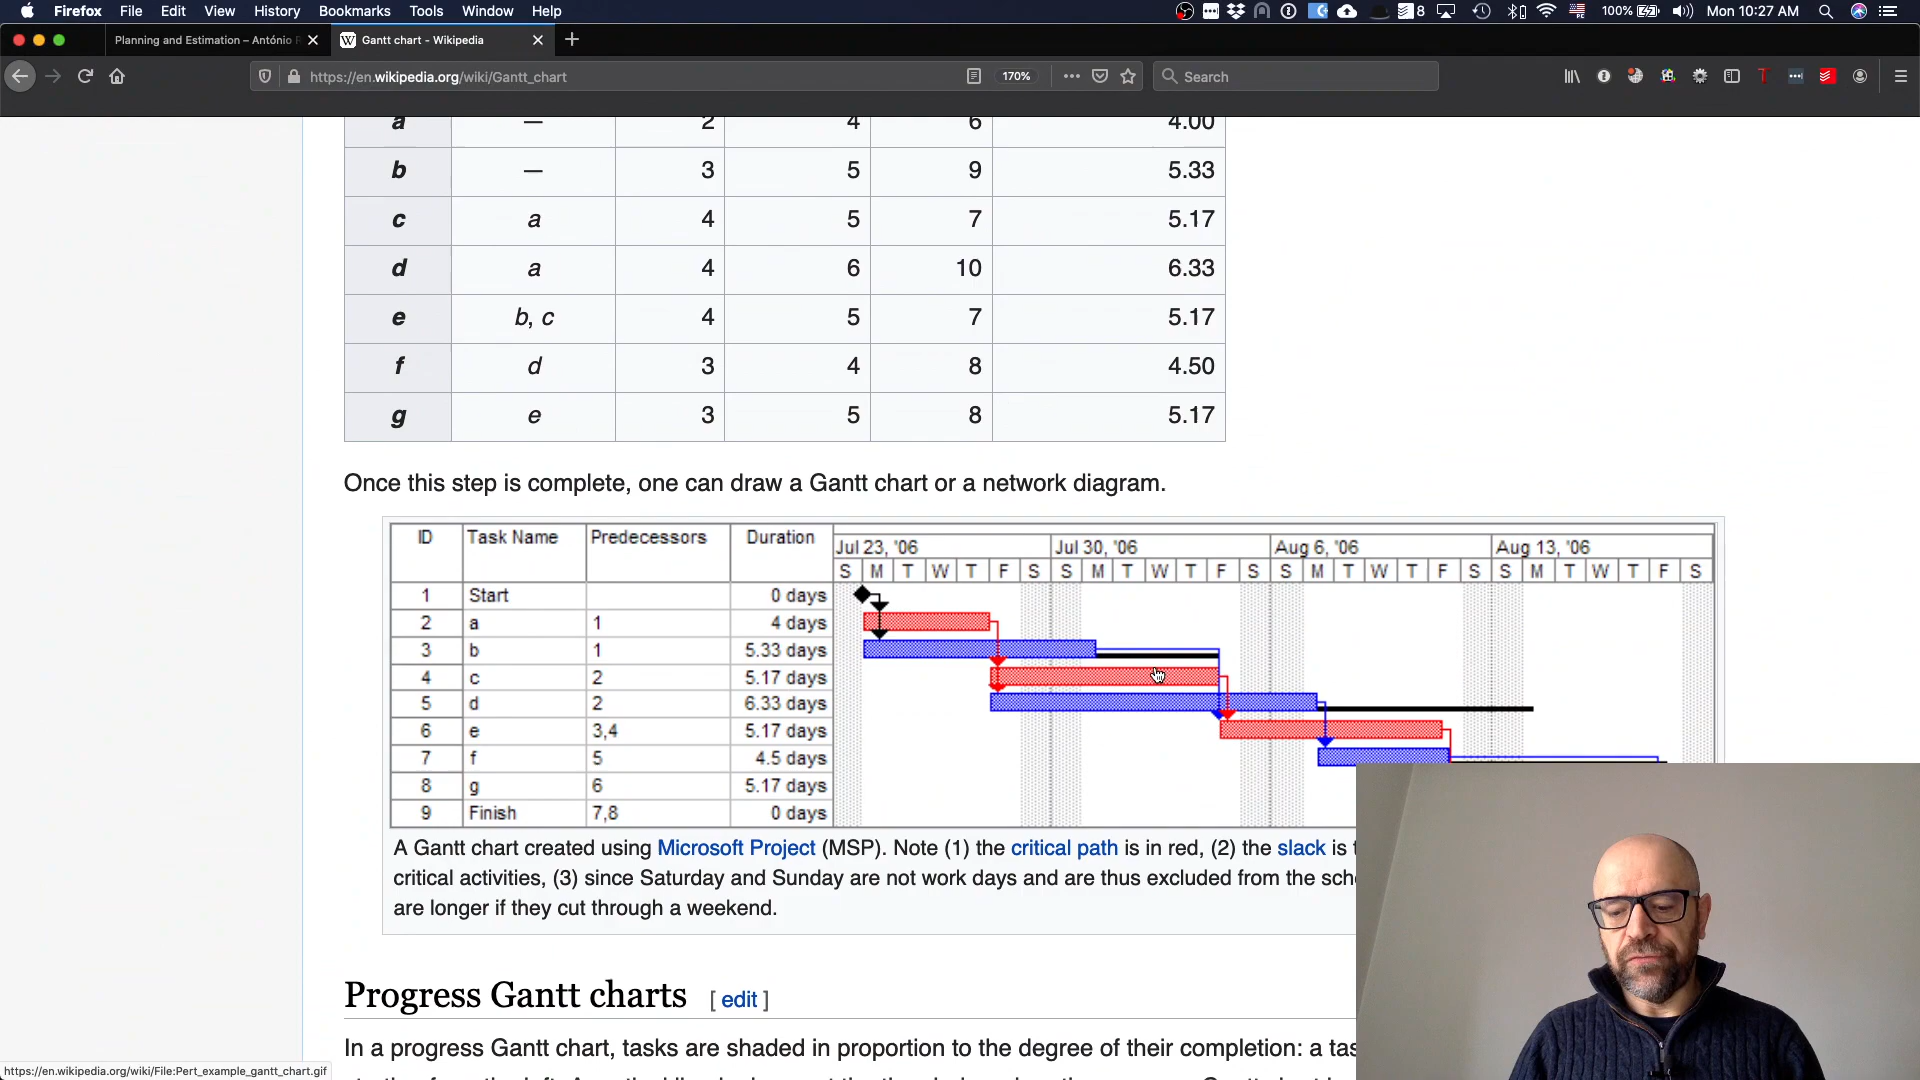 Firefox File Edit View History Bookmarks Tools Window Help 8 100% Mon 10:27 AM
Planning and Estimation – António Gantt chart - Wikipedia
https://en.wikipedia.org/wiki/Gantt_chart 170% Search
a — 2 4 6 4.00
b — 3 5 9 5.33
c a 4 5 7 5.17
d a 4 6 10 6.33
e b, c 4 5 7 5.17
f d 3 4 8 4.50
g e 3 5 8 5.17
Once this step is complete, one can draw a Gantt chart or a network diagram.
ID Task Name Predecessors Duration Jul 23, '06 Jul 30, '06 Aug 6, '06 Aug 13, '06
S M T W T F S S M T W T F S S M T W T F S S M T W T F S
1 Start 0 days
2 a 1 4 days
3 b 1 5.33 days
4 c 2 5.17 days
5 d 2 6.33 days
6 e 3,4 5.17 days
7 f 5 4.5 days
8 g 6 5.17 days
9 Finish 7,8 0 days
A Gantt chart created using Microsoft Project (MSP). Note (1) the critical path is in red, (2) the slack is
critical activities, (3) since Saturday and Sunday are not work days and are thus excluded from the
are longer if they cut through a weekend.
Progress Gantt charts [ edit ]
In a progress Gantt chart, tasks are shaded in proportion to the degree of their completion: a
https://en.wikipedia.org/wiki/File:Pert_example_gantt_chart.gif